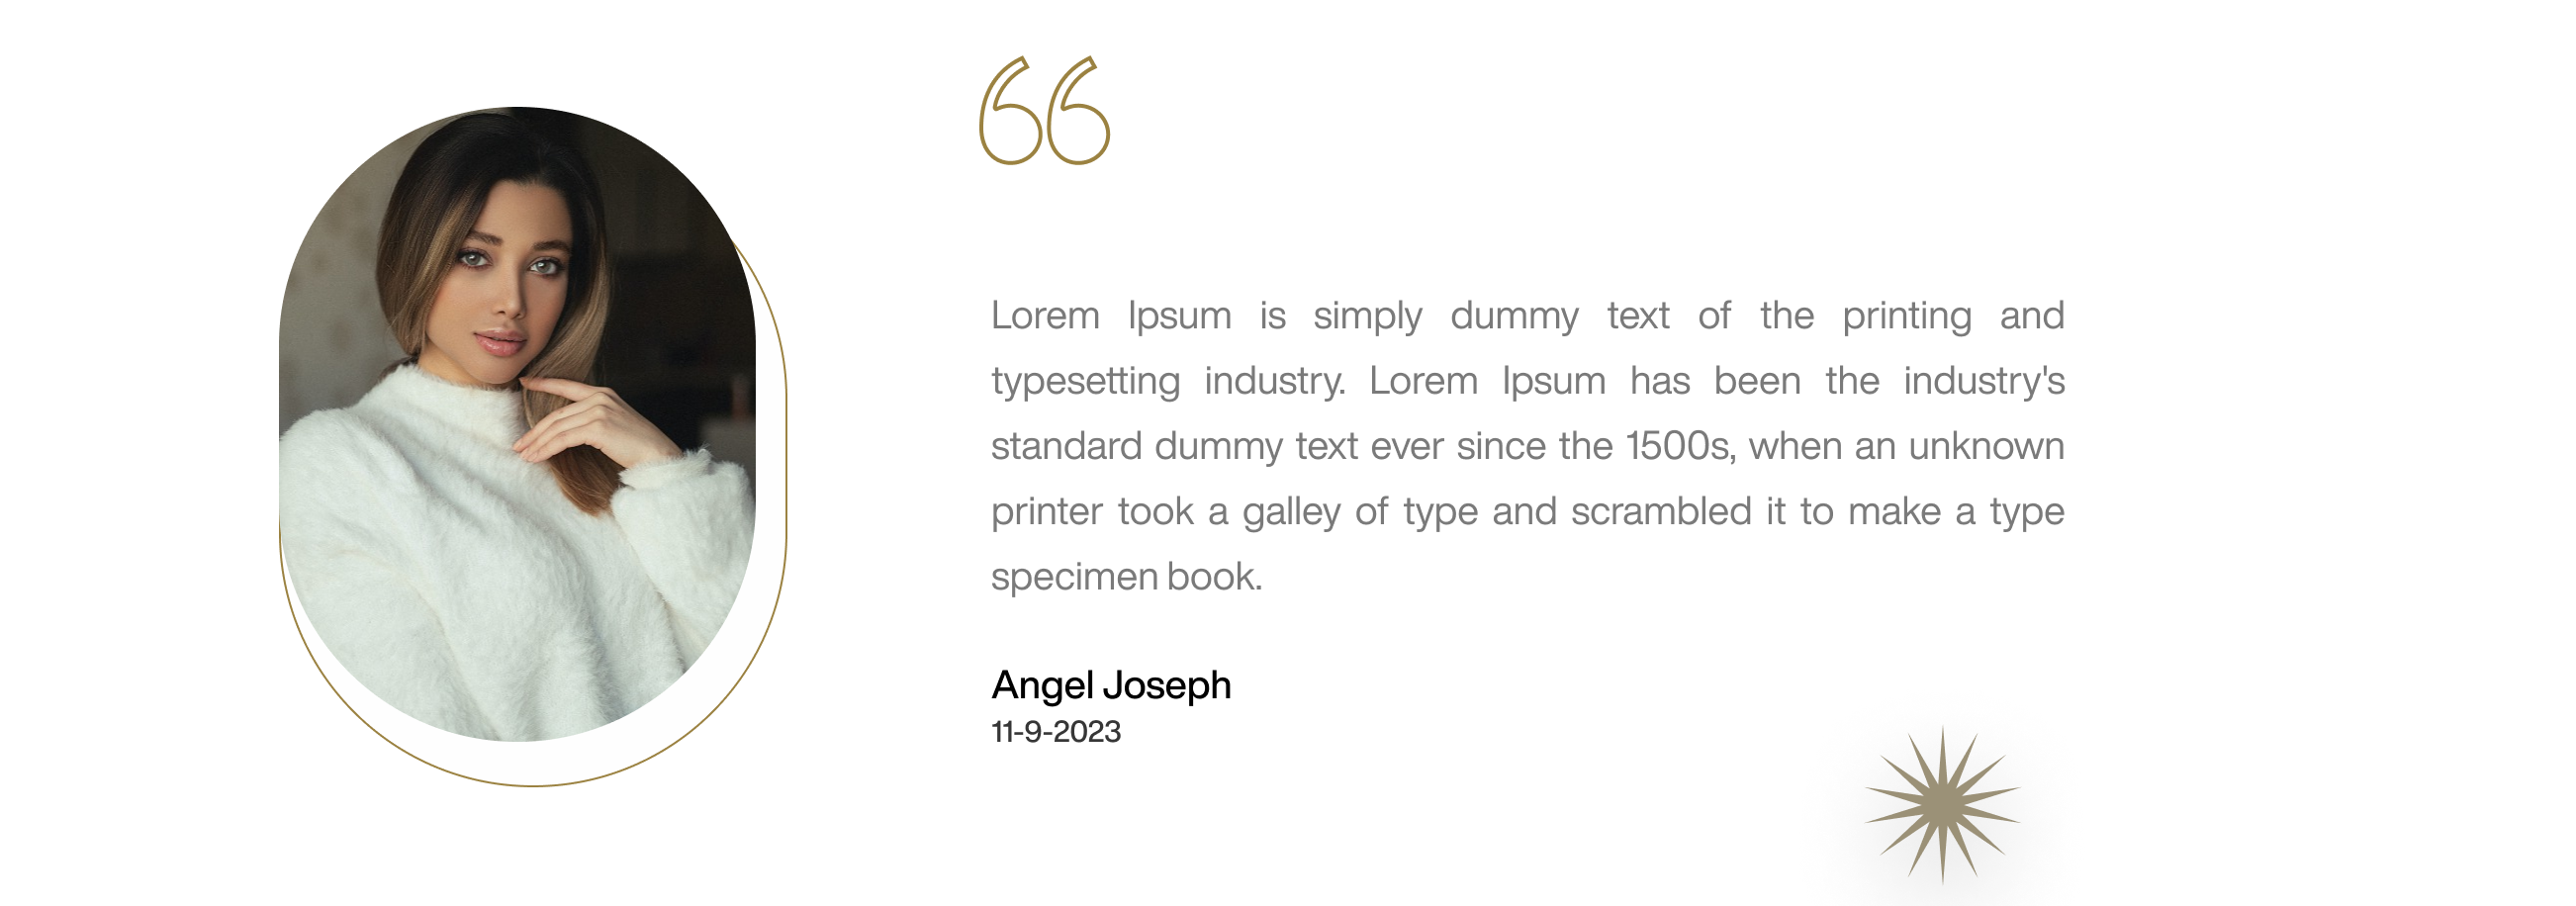 “
Lorem Ipsum is simply dummy text of the printing and
typesetting industry. Lorem Ipsum has been the industry's
standard dummy text ever since the 1500s, when an unknown
printer took a galley of type and scrambled it to make a type
specimen book.
Angel Joseph
11-9-2023